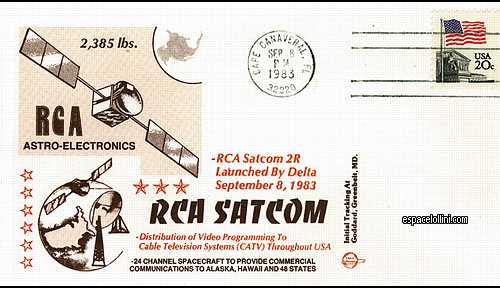 2,385 lbs.
RCA
ASTRO-ELECTRONICS
CAPE CANAVERAL, FL
SEP 8
PM
1983
32920
USA
20c
-RCA Satcom 2R
Launched By Delta
September 8, 1983
RCA SATCOM
-Distribution of Video Programming To
Cable Television Systems (CATV) Throughout USA
-24 CHANNEL SPACECRAFT TO PROVIDE COMMERCIAL
COMMUNICATIONS TO ALASKA, HAWAII AND 48 STATES
Initial Tracking At
Goddard, Greenbelt, MD.
espacelollini.com